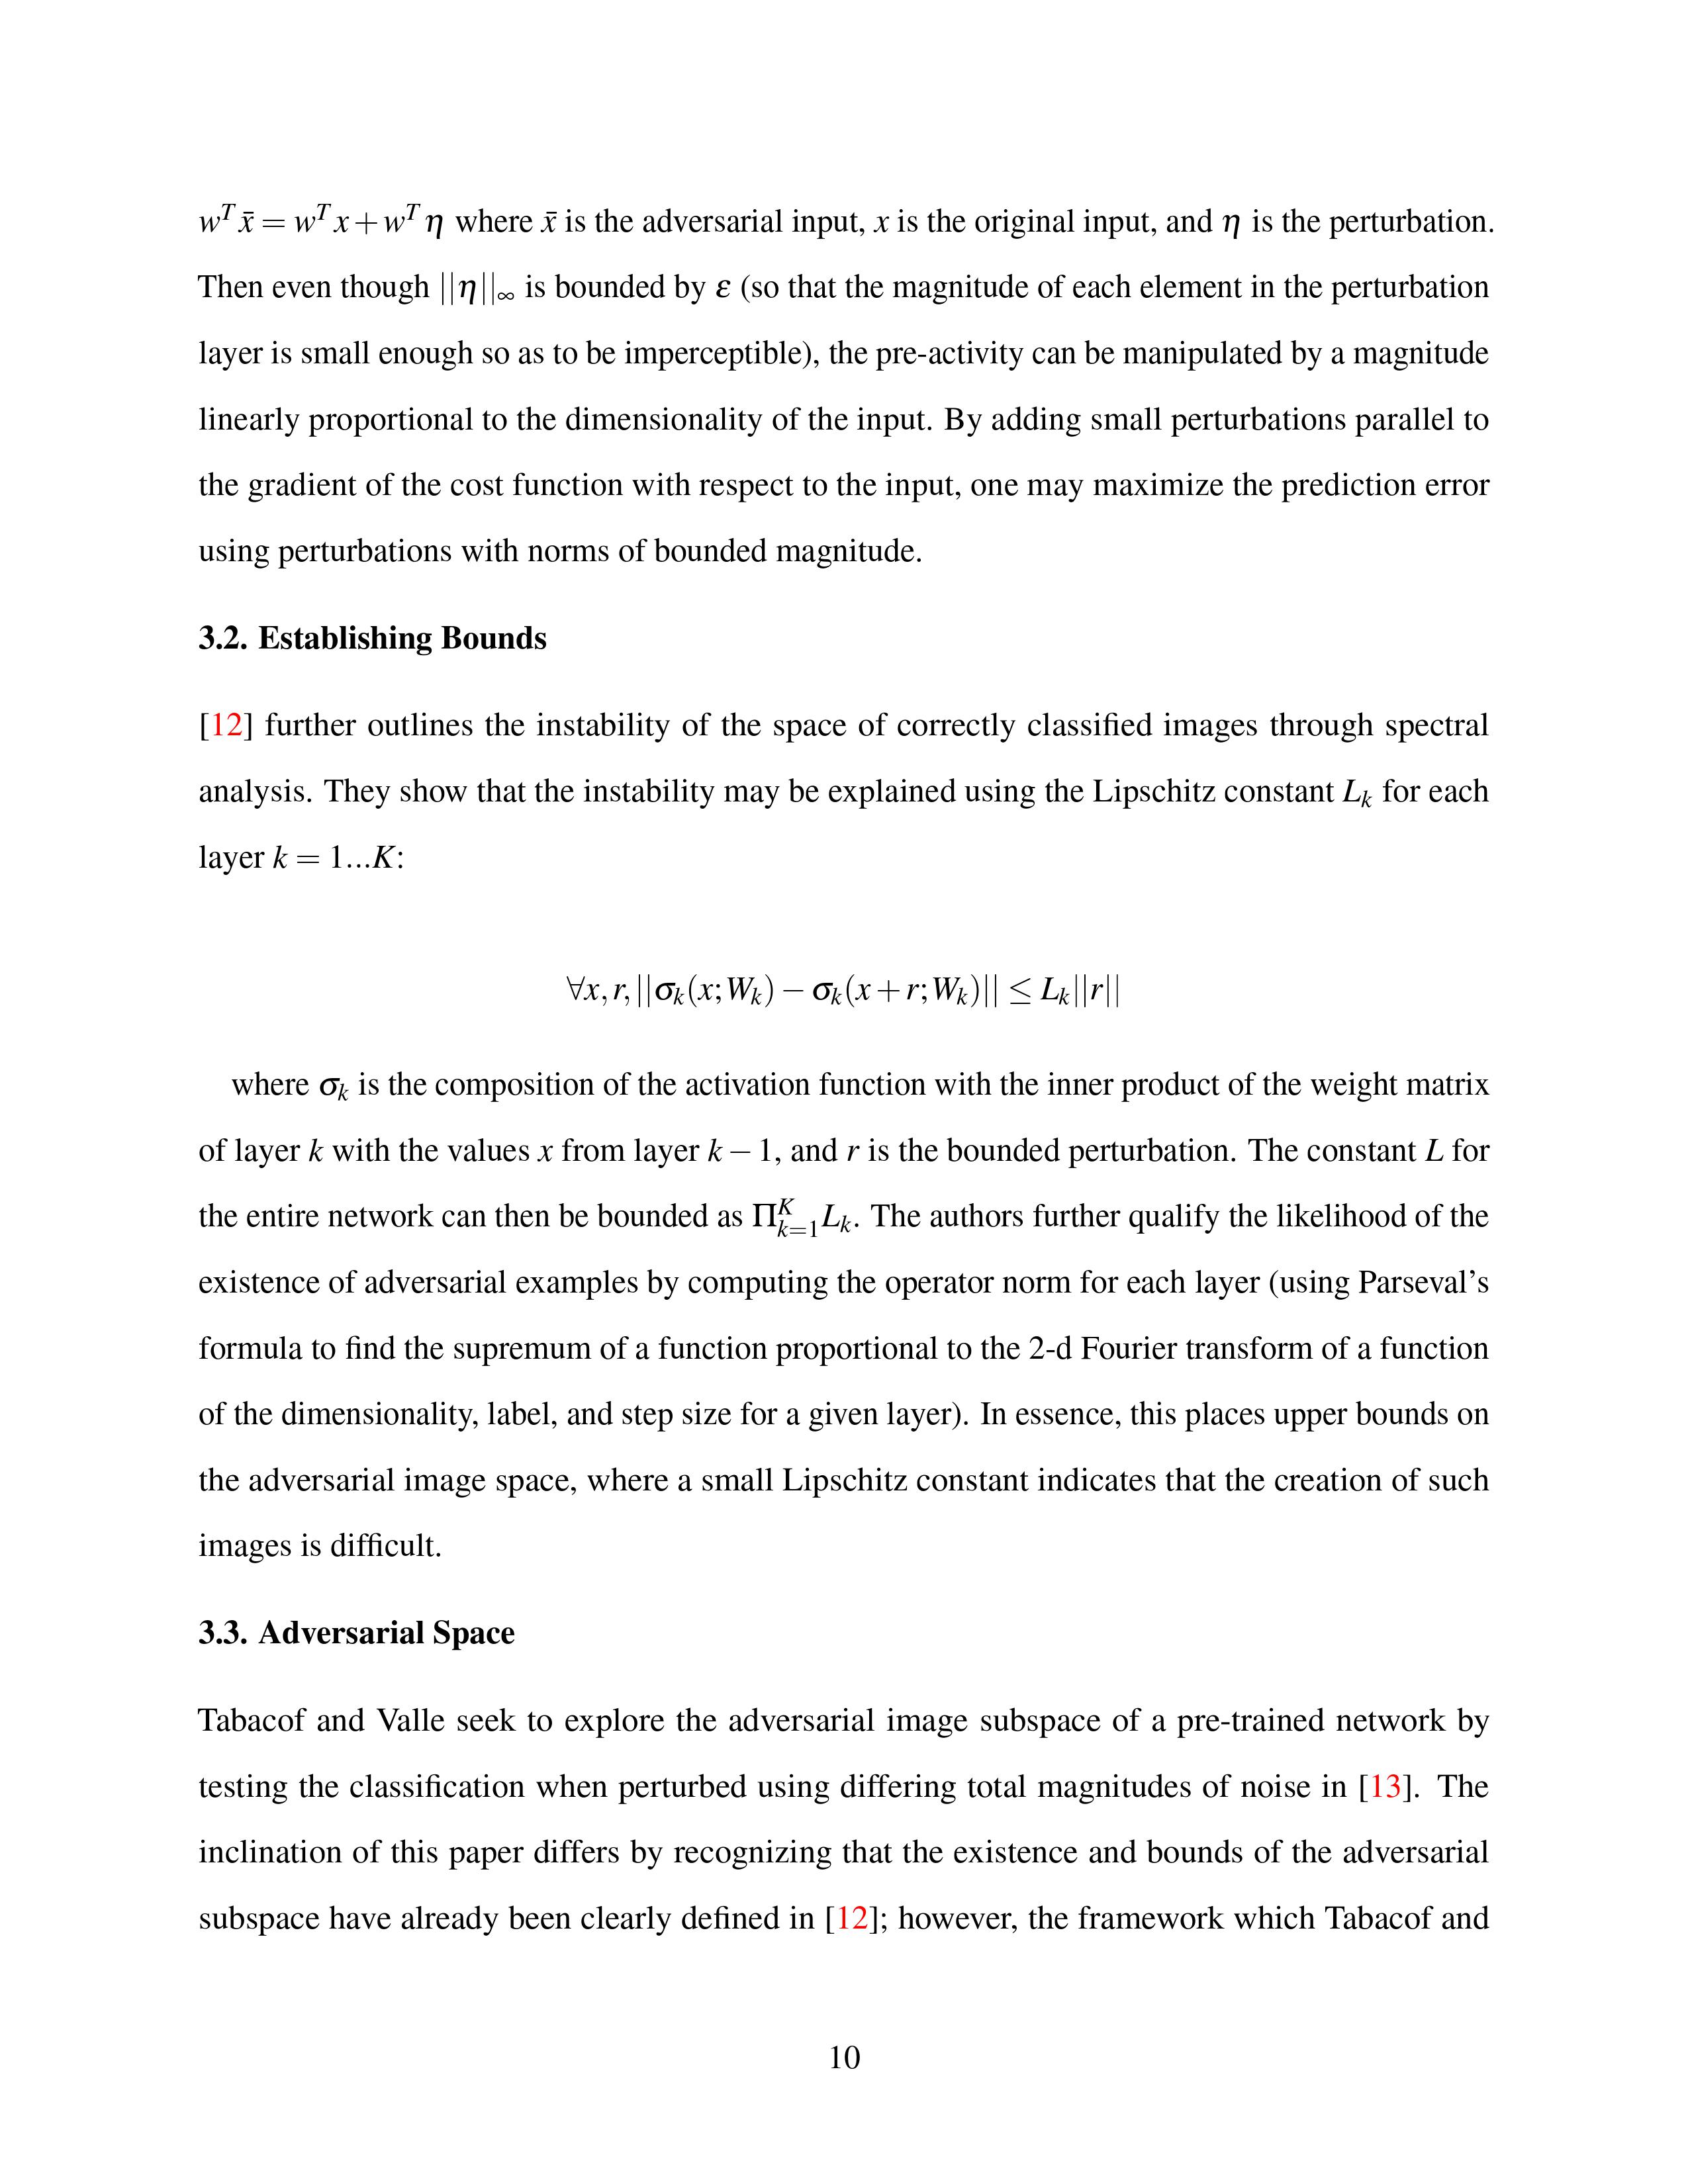 w^T x̄ = w^T x + w^T η where x̄ is the adversarial input, x is the original input, and η is the perturbation.
Then even though ||η||_∞ is bounded by ε (so that the magnitude of each element in the perturbation
layer is small enough so as to be imperceptible), the pre-activity can be manipulated by a magnitude
linearly proportional to the dimensionality of the input. By adding small perturbations parallel to
the gradient of the cost function with respect to the input, one may maximize the prediction error
using perturbations with norms of bounded magnitude.
3.2. Establishing Bounds
[12] further outlines the instability of the space of correctly classified images through spectral
analysis. They show that the instability may be explained using the Lipschitz constant L_k for each
layer k = 1...K:
∀x, r, ||σ_k(x; W_k) − σ_k(x + r; W_k)|| ≤ L_k||r||
where σ_k is the composition of the activation function with the inner product of the weight matrix
of layer k with the values x from layer k − 1, and r is the bounded perturbation. The constant L for
the entire network can then be bounded as Π_{k=1}^K L_k. The authors further qualify the likelihood of the
existence of adversarial examples by computing the operator norm for each layer (using Parseval's
formula to find the supremum of a function proportional to the 2-d Fourier transform of a function
of the dimensionality, label, and step size for a given layer). In essence, this places upper bounds on
the adversarial image space, where a small Lipschitz constant indicates that the creation of such
images is difficult.
3.3. Adversarial Space
Tabacof and Valle seek to explore the adversarial image subspace of a pre-trained network by
testing the classification when perturbed using differing total magnitudes of noise in [13]. The
inclination of this paper differs by recognizing that the existence and bounds of the adversarial
subspace have already been clearly defined in [12]; however, the framework which Tabacof and
10